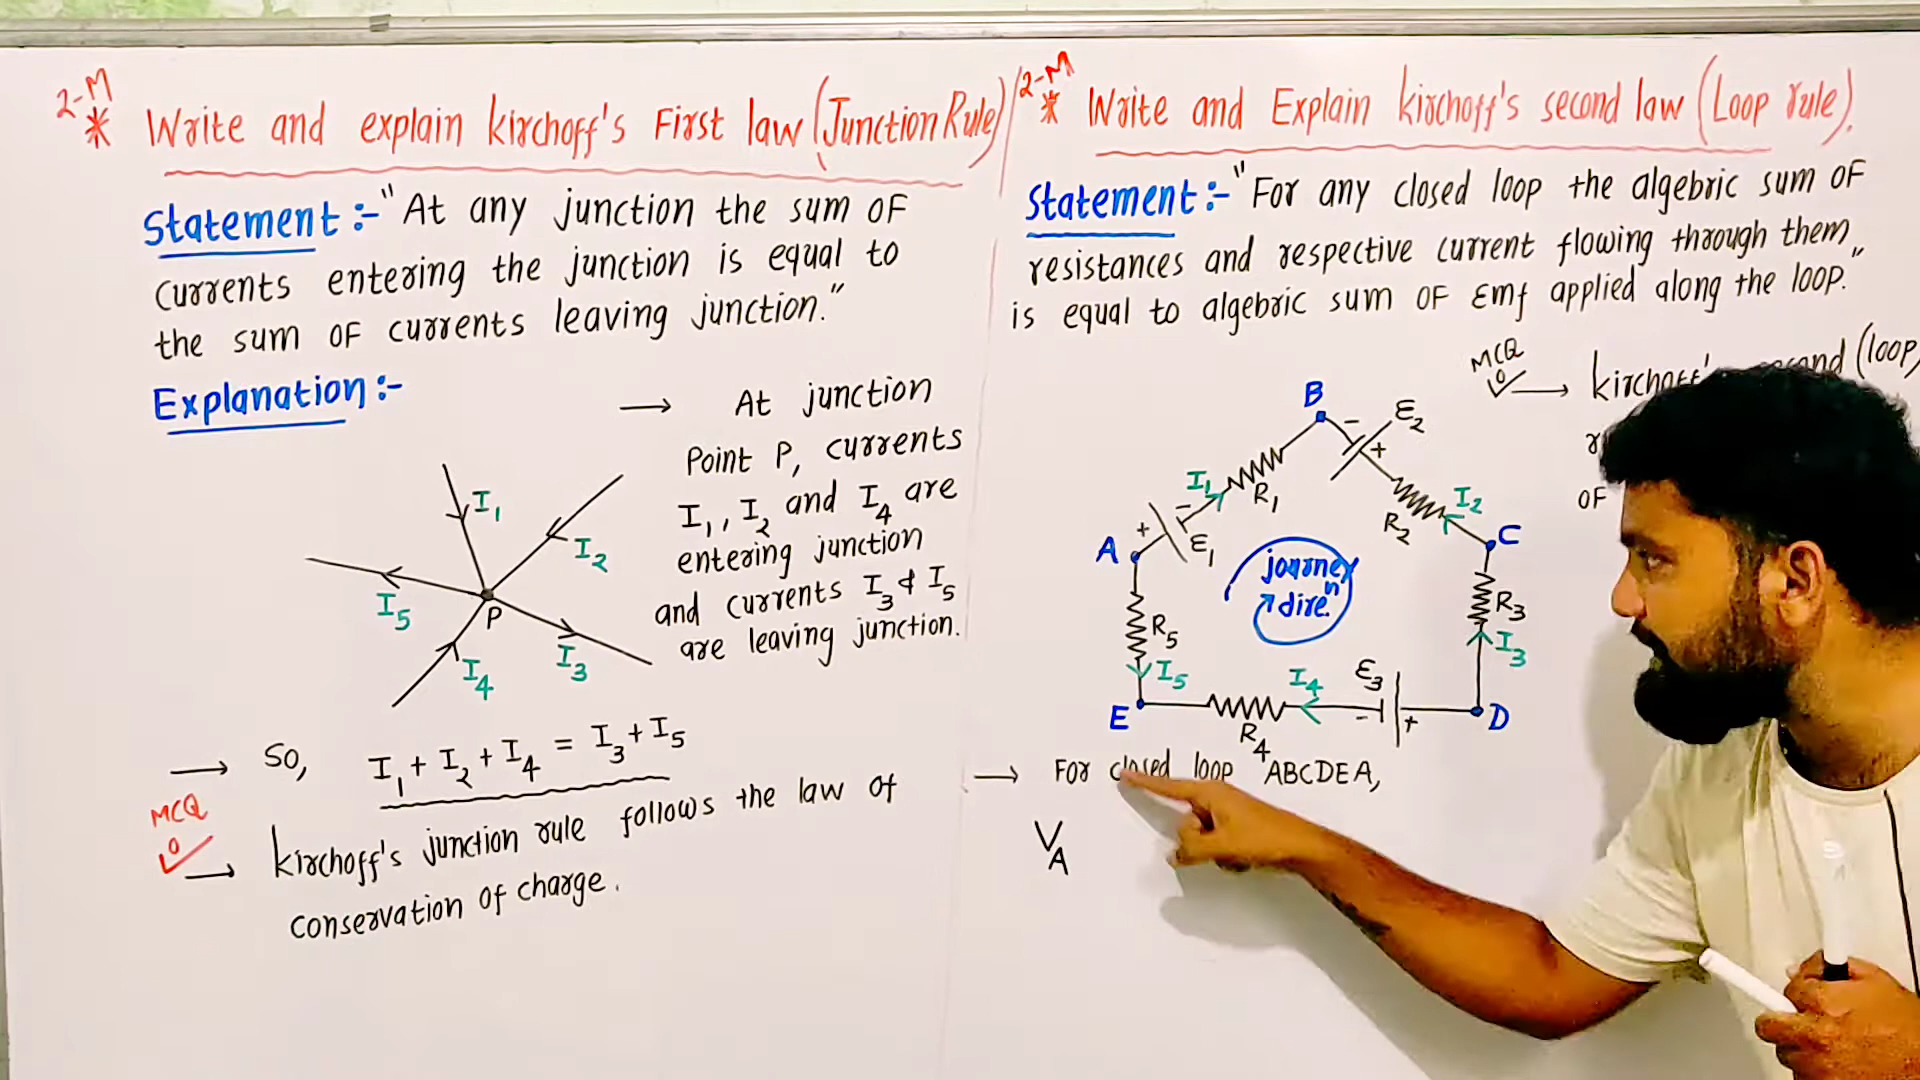 2-M
* Write and explain kirchoff's First law (Junction Rule)
Statement :- "At any junction the sum of
currents entering the junction is equal to
the sum of currents leaving junction."
Explanation :-
I₁
I₂
I₅
P
I₄
I₃
→ At junction
Point P, currents
I₁, I₂ and I₄ are
entering junction
and currents I₃ & I₅
are leaving junction.
→ So, I₁ + I₂ + I₄ = I₃ + I₅
MCQ
→ kirchoff's junction rule follows the law of
conservation of charge.
2-M
* Write and Explain kirchoff's second law (Loop rule).
Statement :- "For any closed loop the algebric sum of
resistances and respective current flowing through them
is equal to algebric sum of Emf applied along the loop."
MCQ
→ (loop
OF
B
- ε₂
+
I₁
R₁
I₂
R₂
A + - ε₁
C
journey
diren
R₅
R₃
I₅
I₃
I₄
ε₃
E
R₄
- +
D
→ For closed loop ABCDEA,
V_A